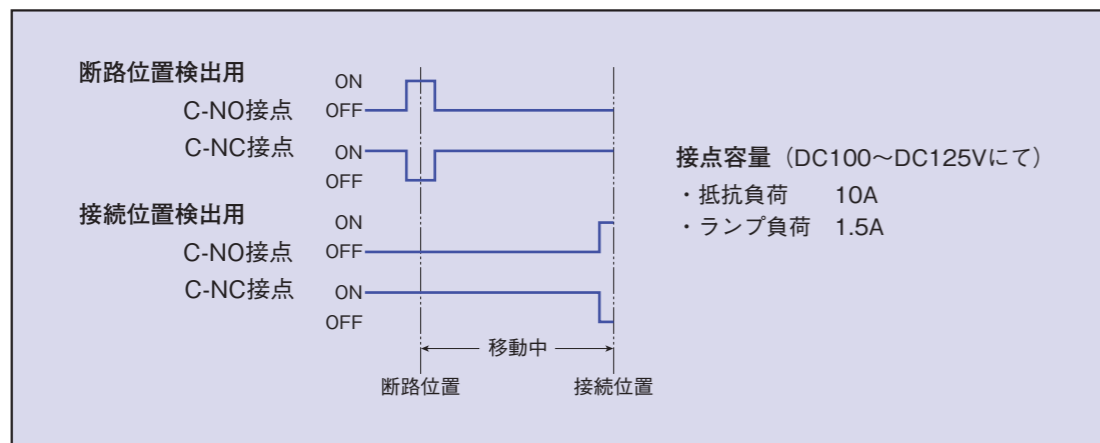 断路位置検出用
ON
C-NO接点 OFF
C-NC接点 ON
OFF
接続位置検出用
ON
C-NO接点 OFF
C-NC接点 ON
OFF
移動中
断路位置 接続位置
接点容量（DC100～DC125Vにて）
・抵抗負荷 10A
・ランプ負荷 1.5A